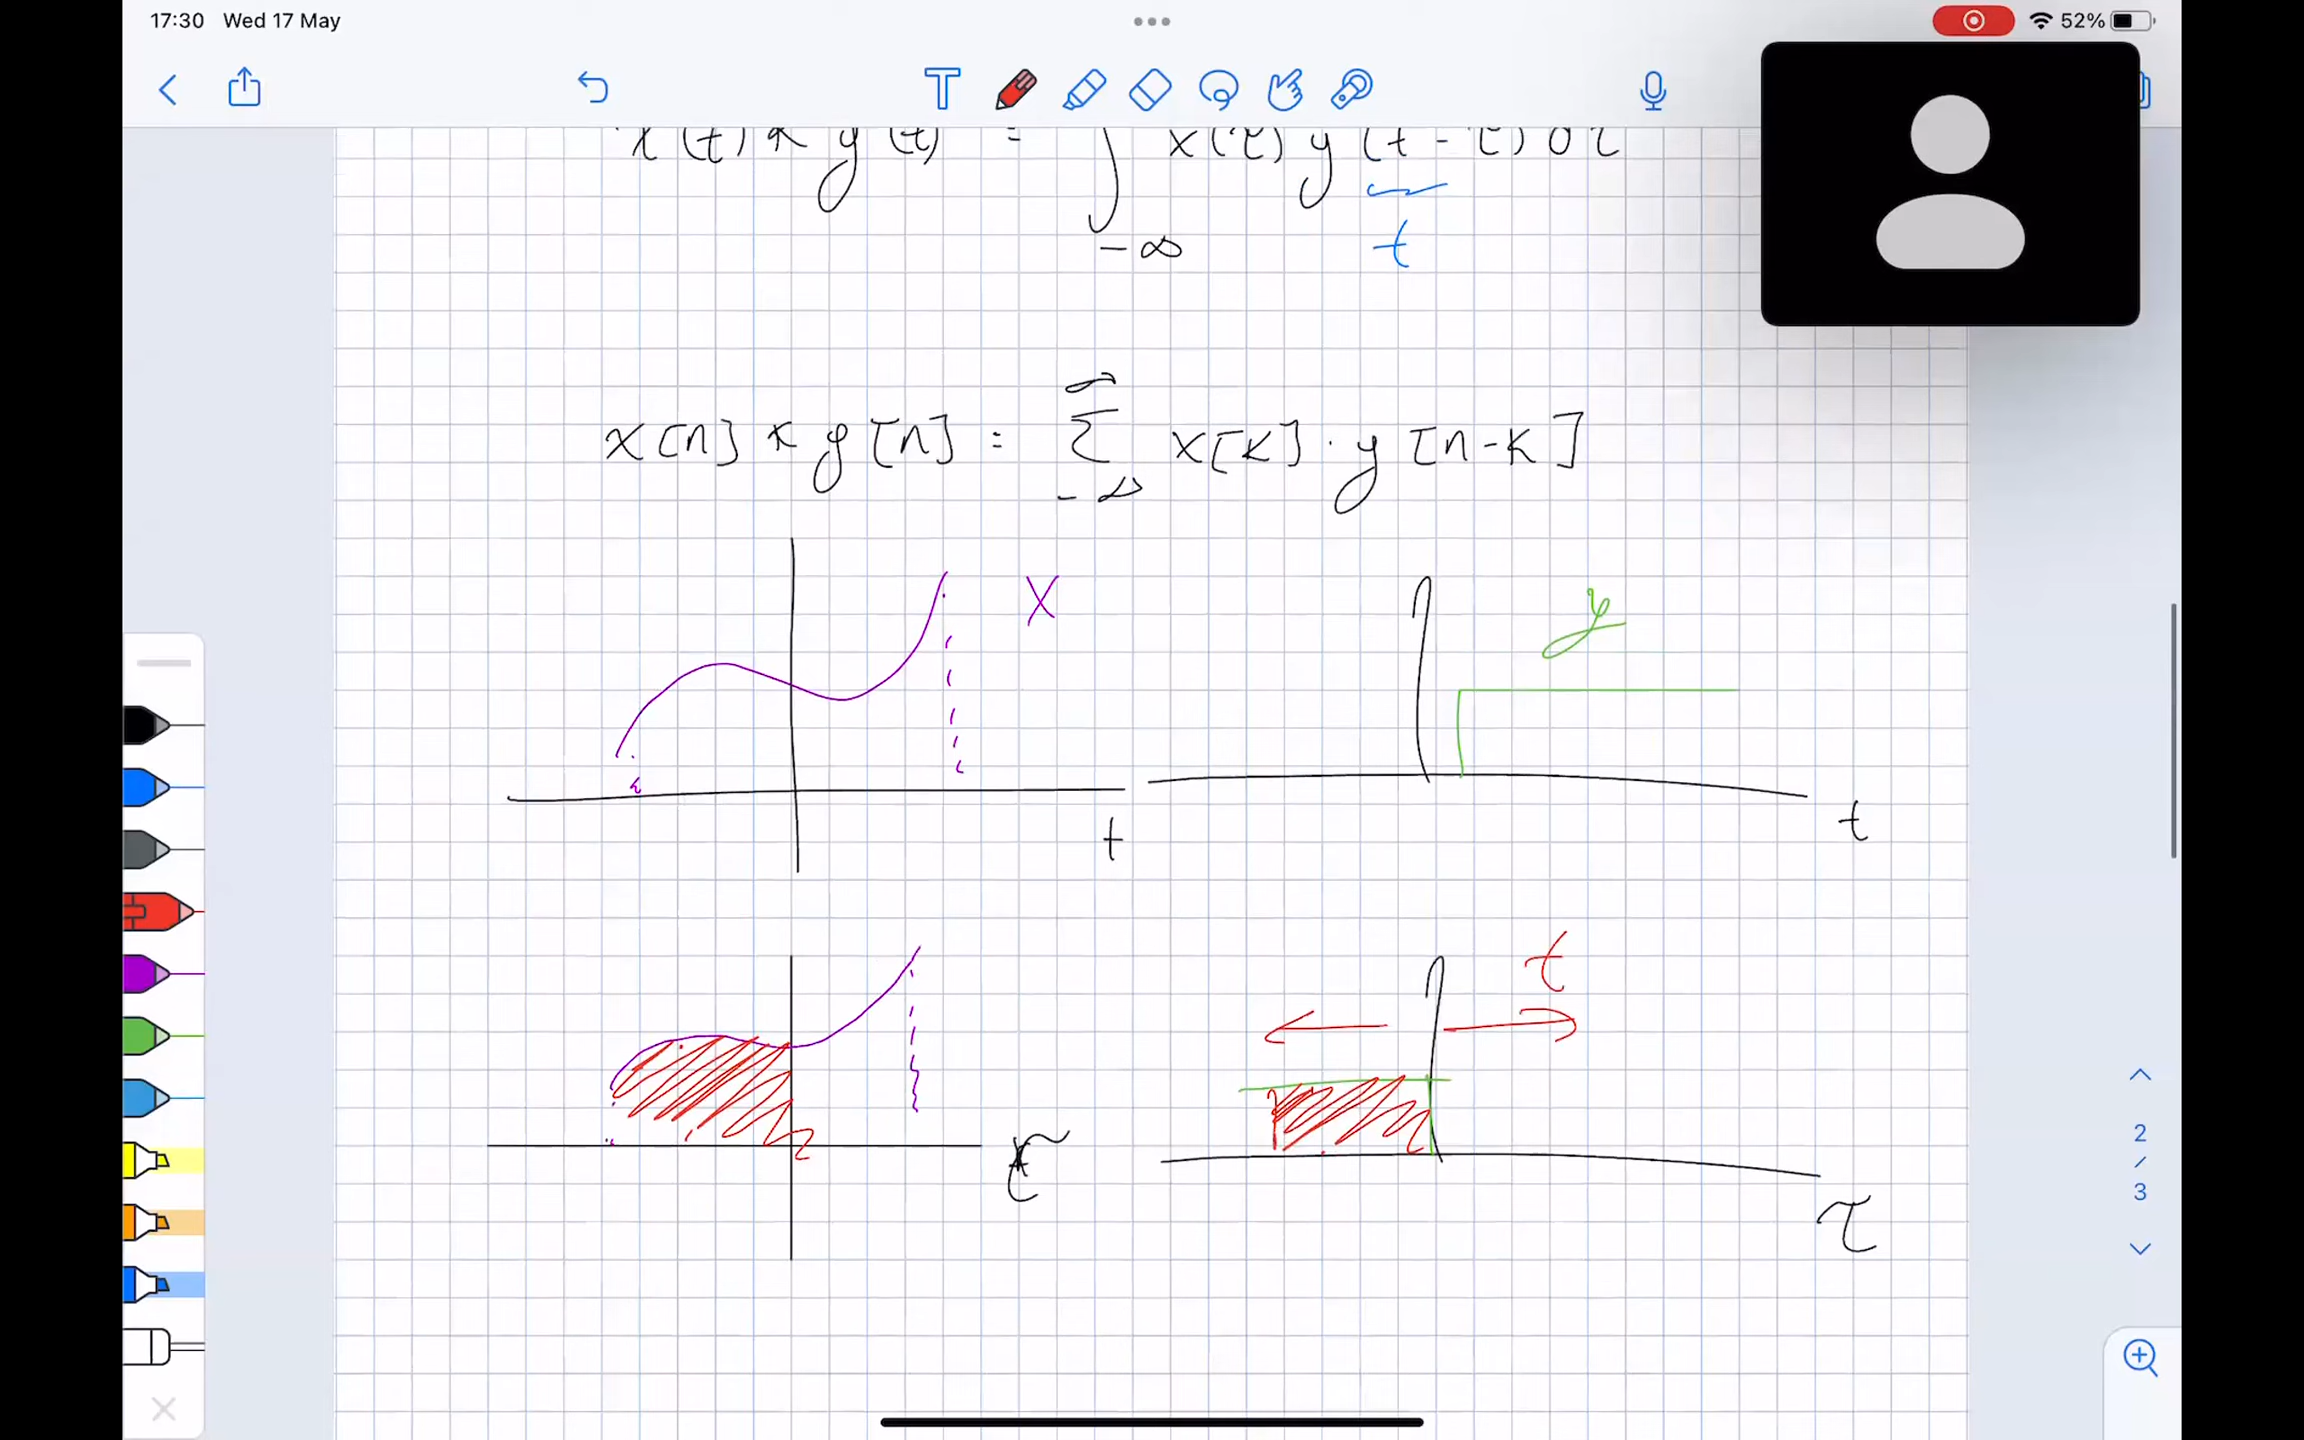 17:30 Wed 17 May
52%
T
x(t) * y(t) = ∫ x(τ) y(t - τ) dτ
-∞
t
∞
x[n] * y[n] = Σ x[k] · y[n-k]
-∞
x
y
t
t
t
τ
τ
2
/
3